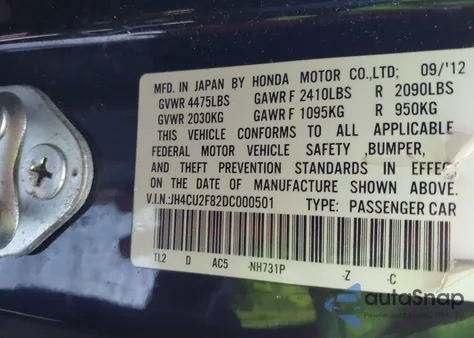 MFD. IN JAPAN BY HONDA MOTOR CO.,LTD; 09/'12
GVWR 4475LBS GAWR F 2410LBS R 2090LBS
GVWR 2030KG GAWR F 1095KG R 950KG
THIS VEHICLE CONFORMS TO ALL APPLICABLE
FEDERAL MOTOR VEHICLE SAFETY ,BUMPER,
AND THEFT PREVENTION STANDARDS IN EFFEC
ON THE DATE OF MANUFACTURE SHOWN ABOVE.
V.I.N.:JH4CU2F82DC000501 TYPE: PASSENGER CAR
TL2 D AC5 -NH731P -Z -C
autoSnap